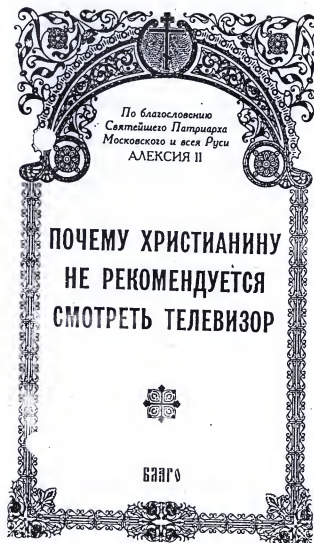 По благословению
Святейшего Патриарха
Московского и всея Руси
АЛЕКСИЯ II
ПОЧЕМУ ХРИСТИАНИНУ
НЕ РЕКОМЕНДУЕТСЯ
СМОТРЕТЬ ТЕЛЕВИЗОР
БЛАГО